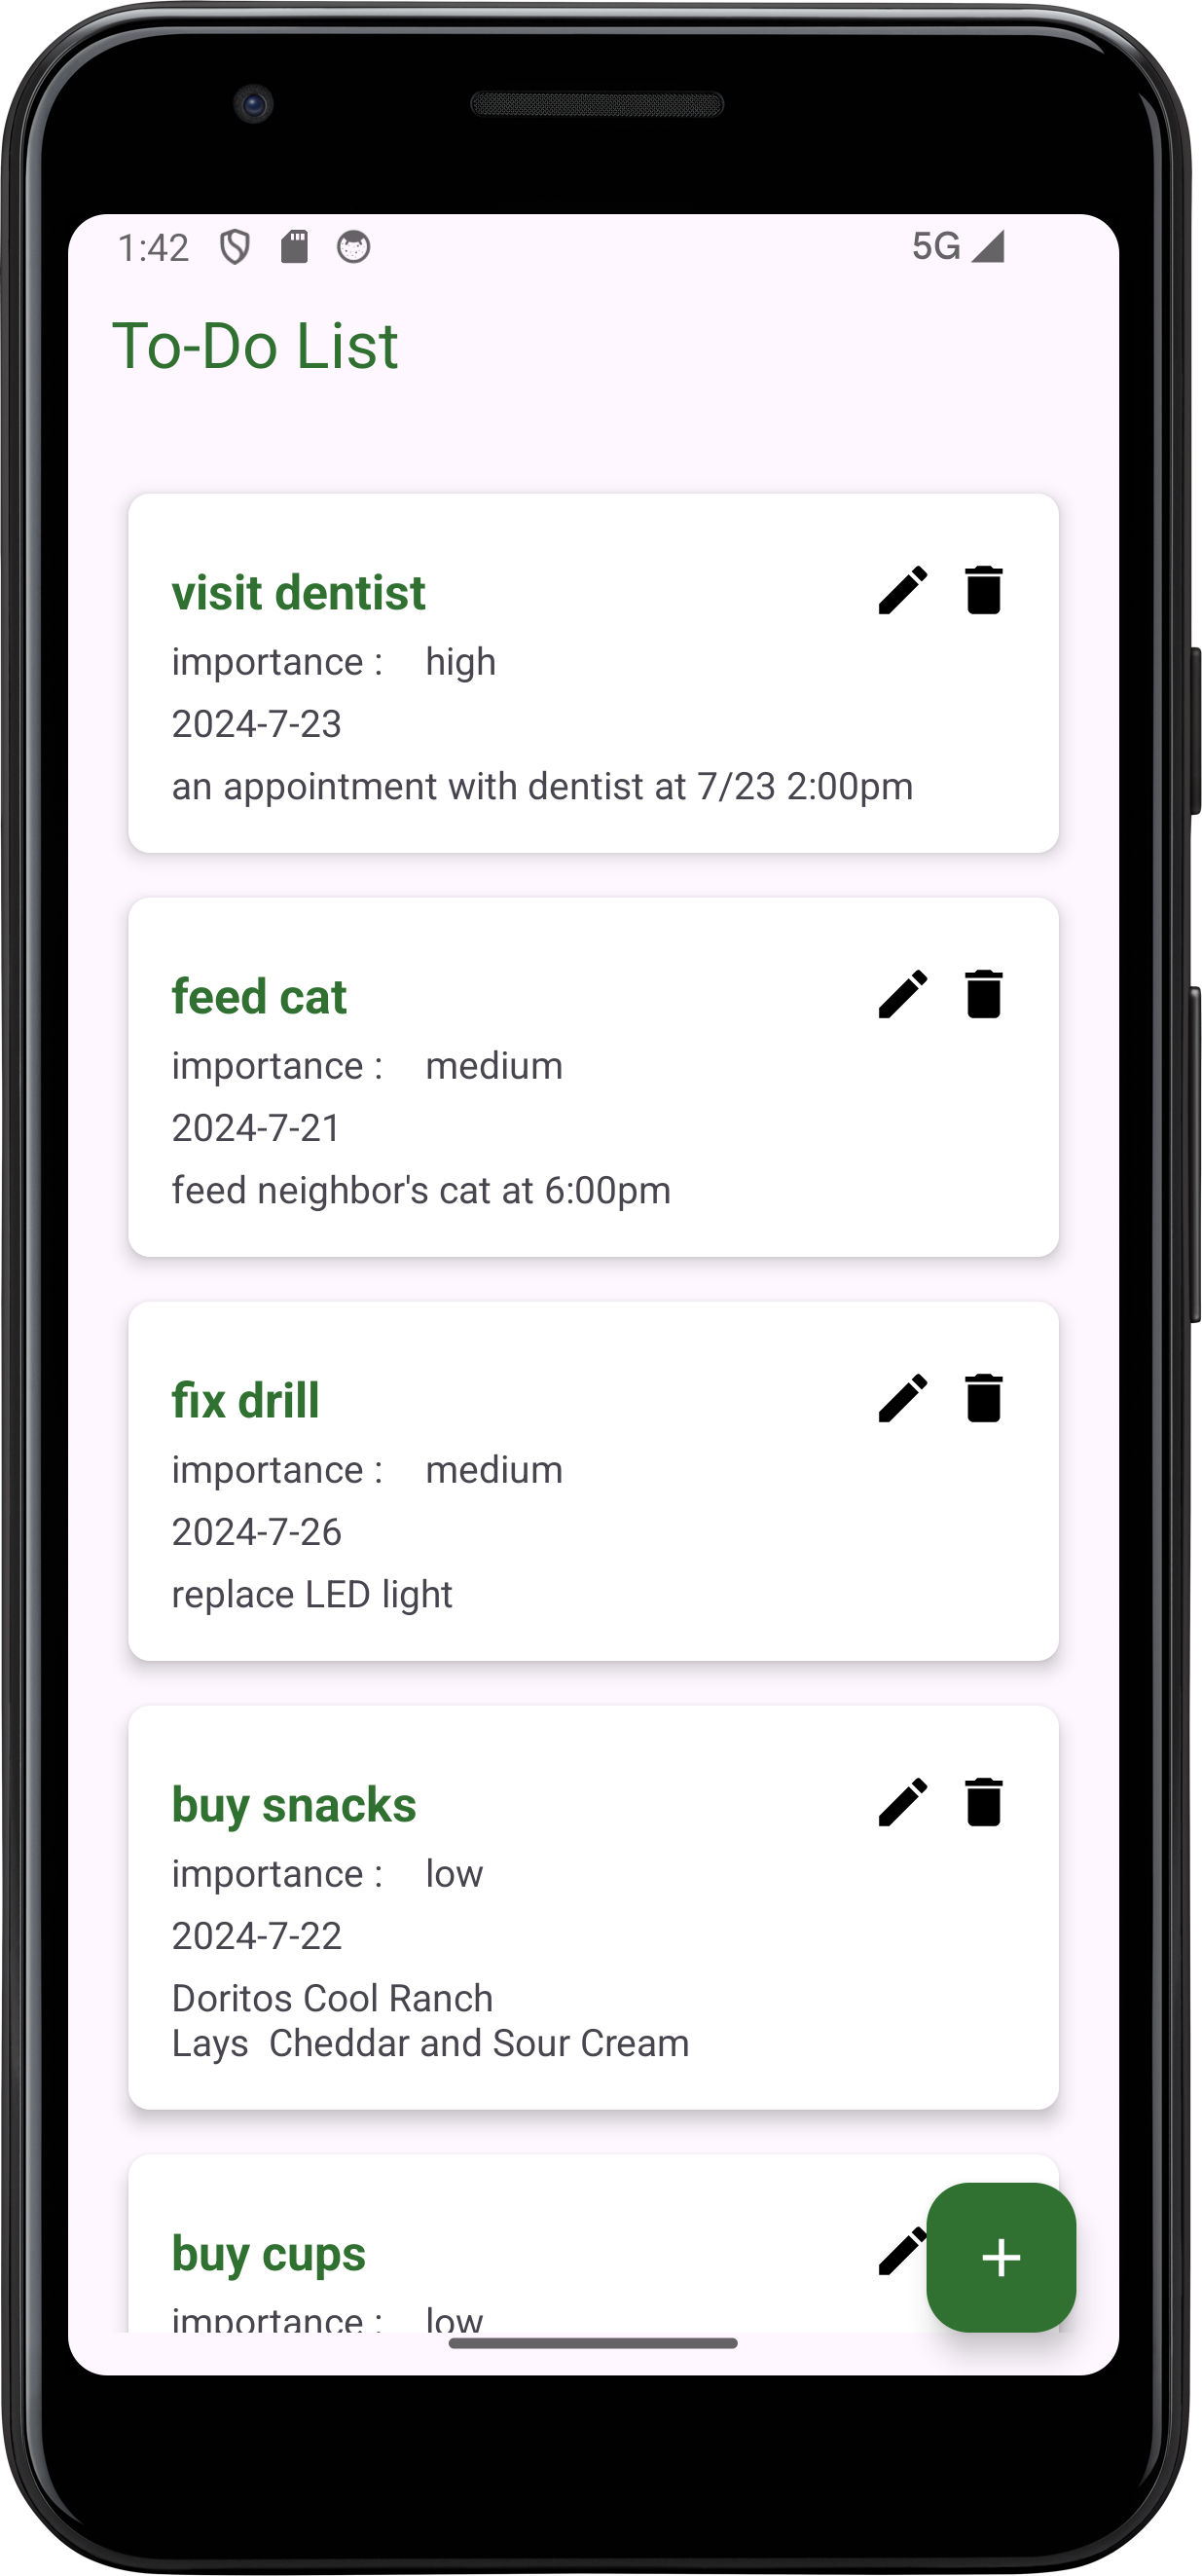 1:42 5G
To-Do List
visit dentist
importance : high
2024-7-23
an appointment with dentist at 7/23 2:00pm
feed cat
importance : medium
2024-7-21
feed neighbor's cat at 6:00pm
fix drill
importance : medium
2024-7-26
replace LED light
buy snacks
importance : low
2024-7-22
Doritos Cool Ranch
Lays  Cheddar and Sour Cream
buy cups
importance : low